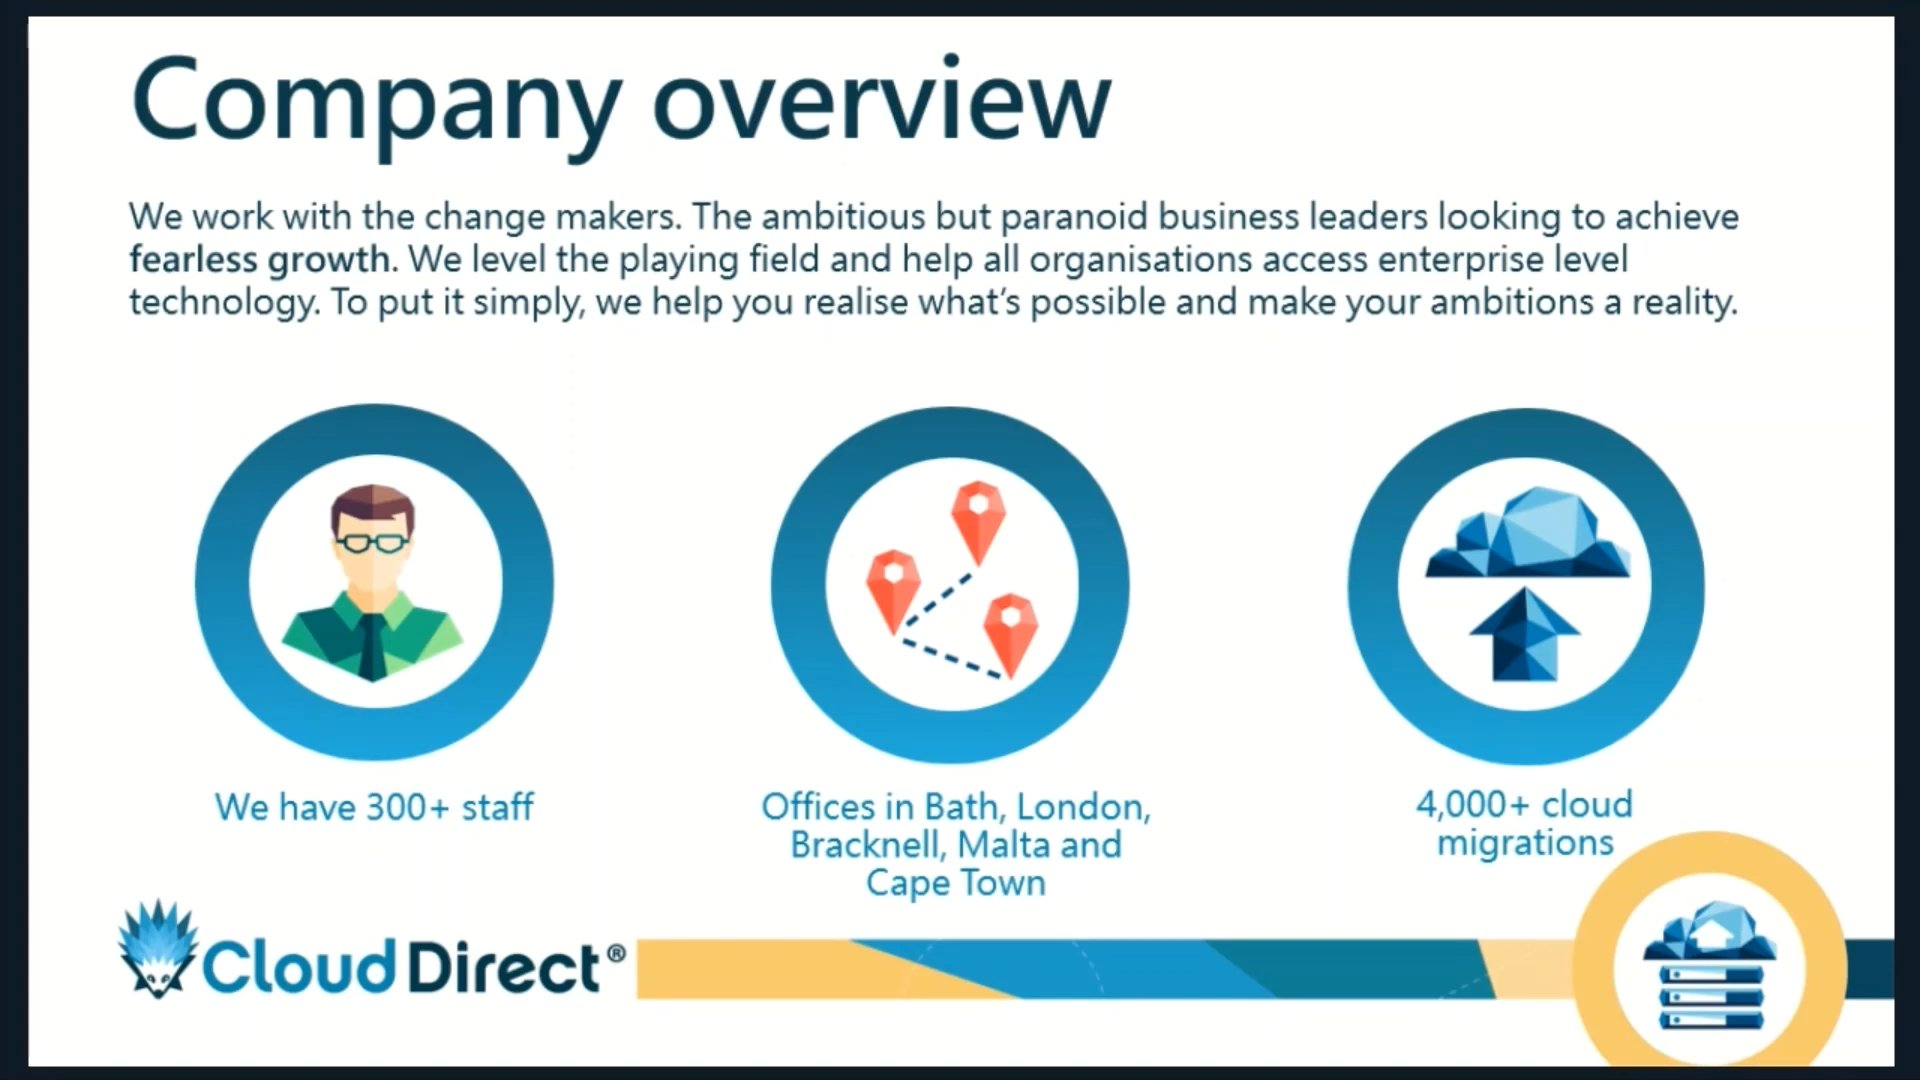 Company overview
We work with the change makers. The ambitious but paranoid business leaders looking to achieve
fearless growth. We level the playing field and help all organisations access enterprise level
technology. To put it simply, we help you realise what's possible and make your ambitions a reality.
We have 300+ staff
Offices in Bath, London,
Bracknell, Malta and
Cape Town
4,000+ cloud
migrations
Cloud Direct®